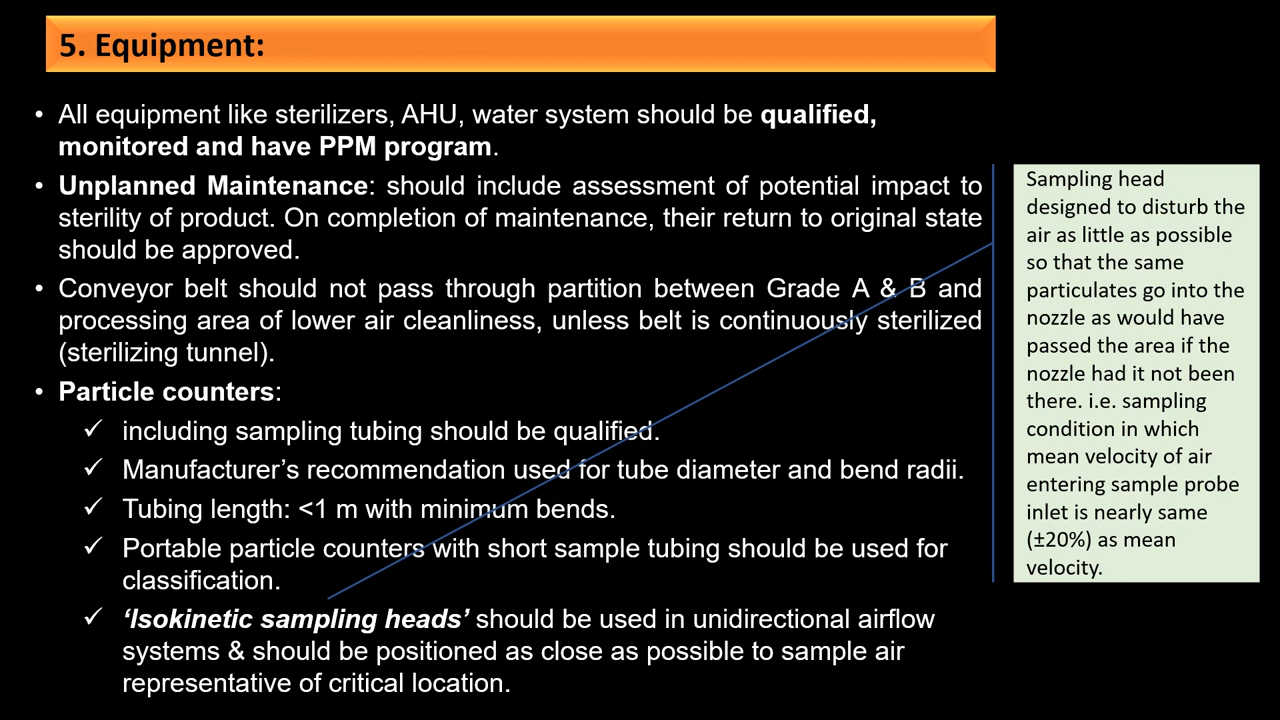 5. Equipment:
• All equipment like sterilizers, AHU, water system should be qualified,
monitored and have PPM program.
• Unplanned Maintenance: should include assessment of potential impact to
sterility of product. On completion of maintenance, their return to original state
should be approved.
• Conveyor belt should not pass through partition between Grade A & B and
processing area of lower air cleanliness, unless belt is continuously sterilized
(sterilizing tunnel).
• Particle counters:
✓ including sampling tubing should be qualified.
✓ Manufacturer’s recommendation used for tube diameter and bend radii.
✓ Tubing length: <1 m with minimum bends.
✓ Portable particle counters with short sample tubing should be used for
classification.
✓ ‘Isokinetic sampling heads’ should be used in unidirectional airflow
systems & should be positioned as close as possible to sample air
representative of critical location.
Sampling head
designed to disturb the
air as little as possible
so that the same
particulates go into the
nozzle as would have
passed the area if the
nozzle had it not been
there. i.e. sampling
condition in which
mean velocity of air
entering sample probe
inlet is nearly same
(±20%) as mean
velocity.